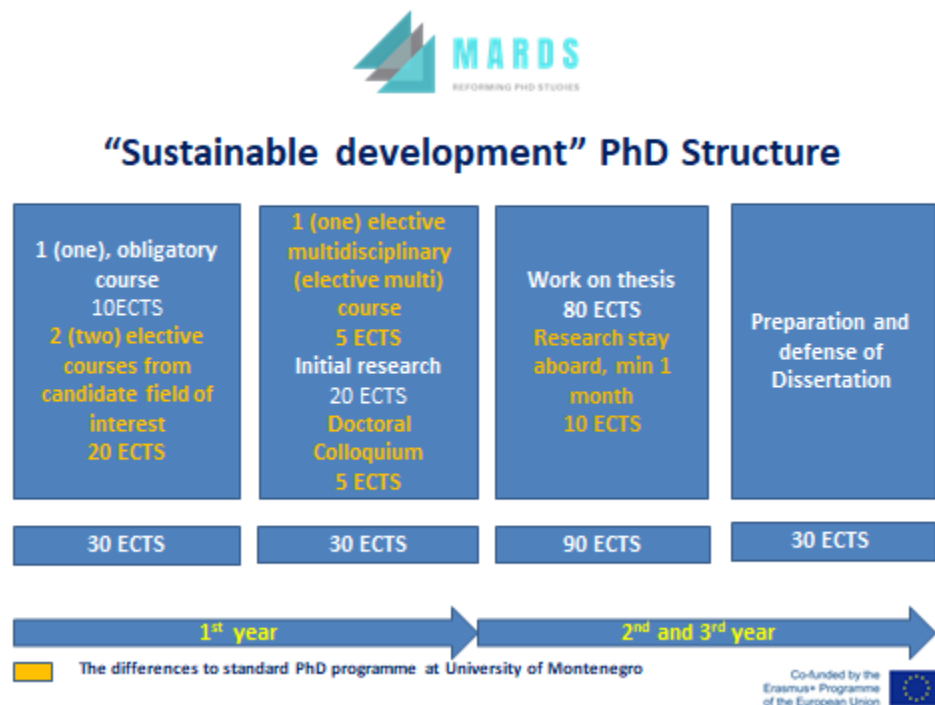 MARDS
REFORMING PHD STUDIES
“Sustainable development” PhD Structure
1 (one), obligatory
course
10ECTS
2 (two) elective
courses from
candidate field of
interest
20 ECTS
1 (one) elective
multidisciplinary
(elective multi)
course
5 ECTS
Initial research
20 ECTS
Doctoral
Colloquium
5 ECTS
Work on thesis
80 ECTS
Research stay
aboard, min 1
month
10 ECTS
Preparation and
defense of
Dissertation
30 ECTS
30 ECTS
90 ECTS
30 ECTS
1st year
2nd and 3rd year
The differences to standard PhD programme at University of Montenegro
Co-funded by the
Erasmus+ Programme
of the European Union